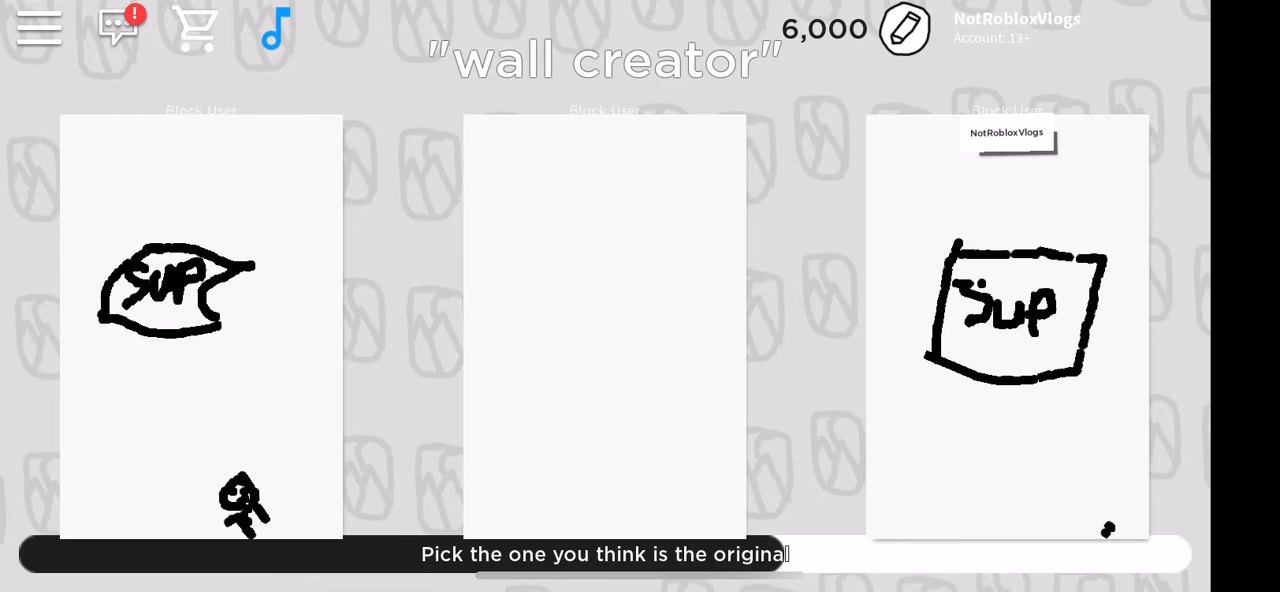 !
6,000
NotRobloxVlogs
Account: 13+
"wall creator"
Block User
Block User
Block User
NotRobloxVlogs
SUP
Sup
Pick the one you think is the original